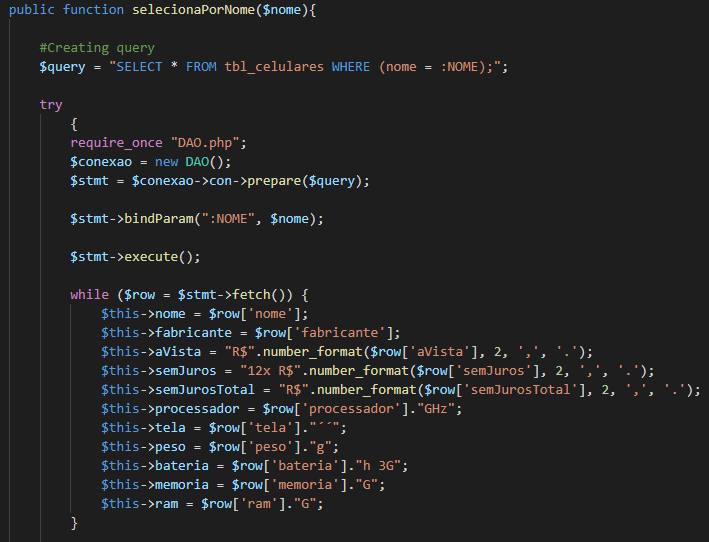 public function selecionaPorNome($nome){
#Creating query
$query = "SELECT * FROM tbl_celulares WHERE (nome = :NOME);";
try
{
require_once "DAO.php";
$conexao = new DAO();
$stmt = $conexao->con->prepare($query);
$stmt->bindParam(":NOME", $nome);
$stmt->execute();
while ($row = $stmt->fetch()) {
$this->nome = $row['nome'];
$this->fabricante = $row['fabricante'];
$this->aVista = "R$".number_format($row['aVista'], 2, ',', '.');
$this->semJuros = "12x R$".number_format($row['semJuros'], 2, ',', '.');
$this->semJurosTotal = "R$".number_format($row['semJurosTotal'], 2, ',', '.');
$this->processador = $row['processador']."GHz";
$this->tela = $row['tela']."´´";
$this->peso = $row['peso']."g";
$this->bateria = $row['bateria']."h 3G";
$this->memoria = $row['memoria']."G";
$this->ram = $row['ram']."G";
}